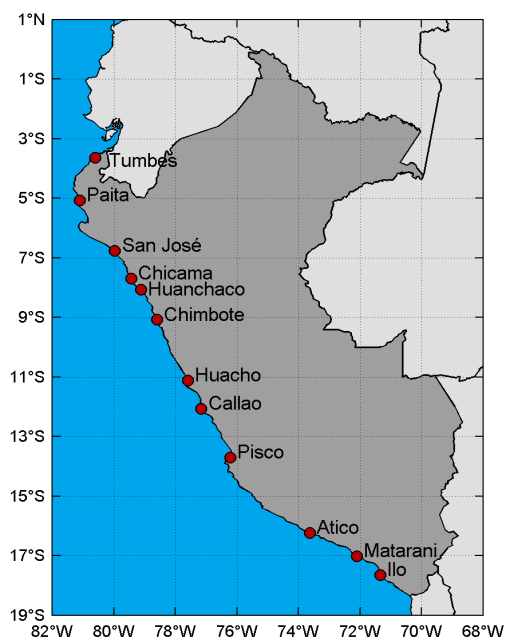 1°N
1°S
3°S
Tumbes
5°S
Paita
San José
7°S
Chicama
Huanchaco
9°S
Chimbote
11°S
Huacho
Callao
13°S
Pisco
15°S
Atico
17°S
Matarani
Ilo
19°S
82°W 80°W 78°W 76°W 74°W 72°W 70°W 68°W